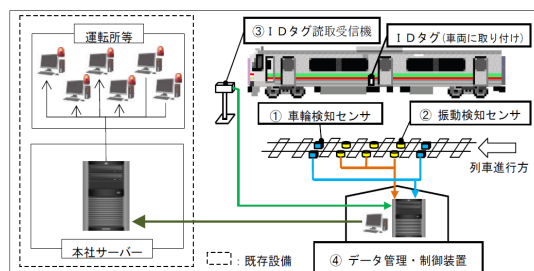 運転所等
③ＩＤタグ読取受信機
ＩＤタグ(車両に取り付け)
① 車輪検知センサ
② 振動検知センサ
列車進行方
本社サーバー
:既存設備
④ データ管理・制御装置